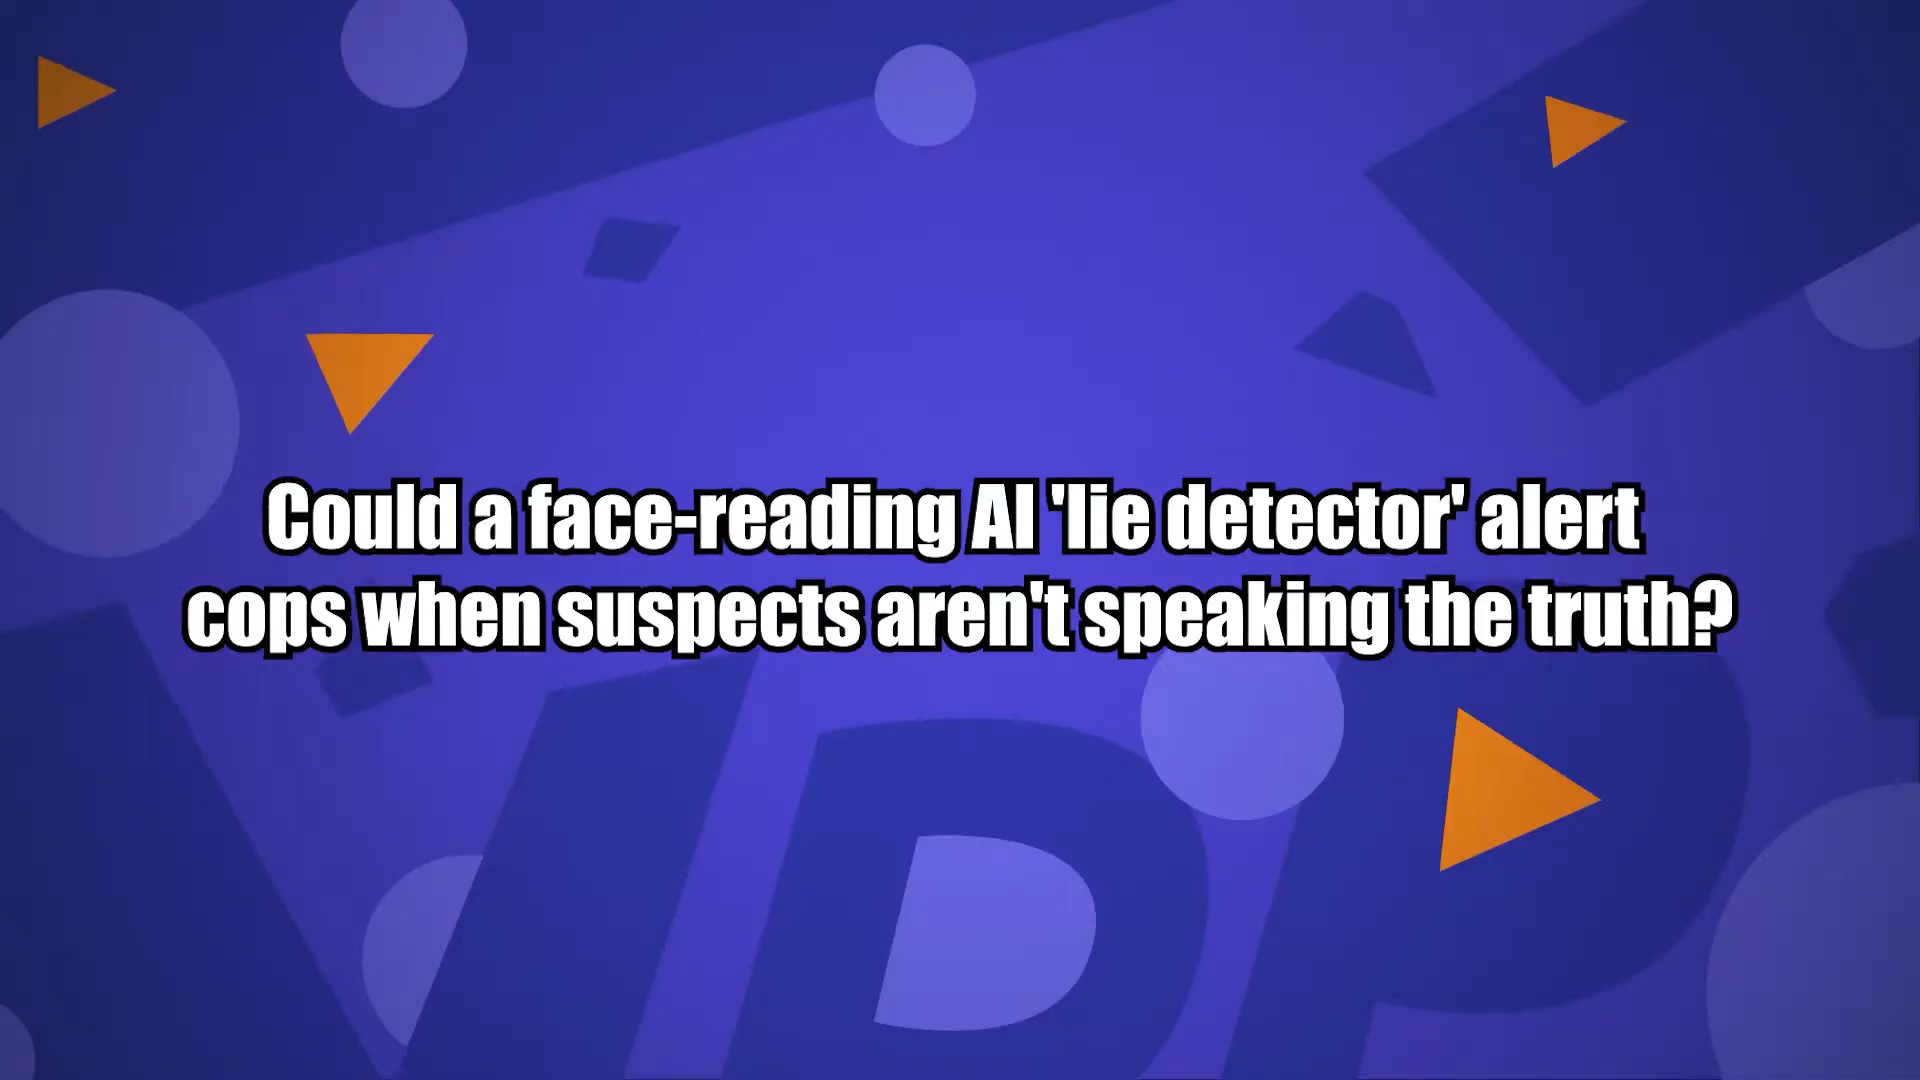 Could a face-reading AI 'lie detector' alert
cops when suspects aren't speaking the truth?